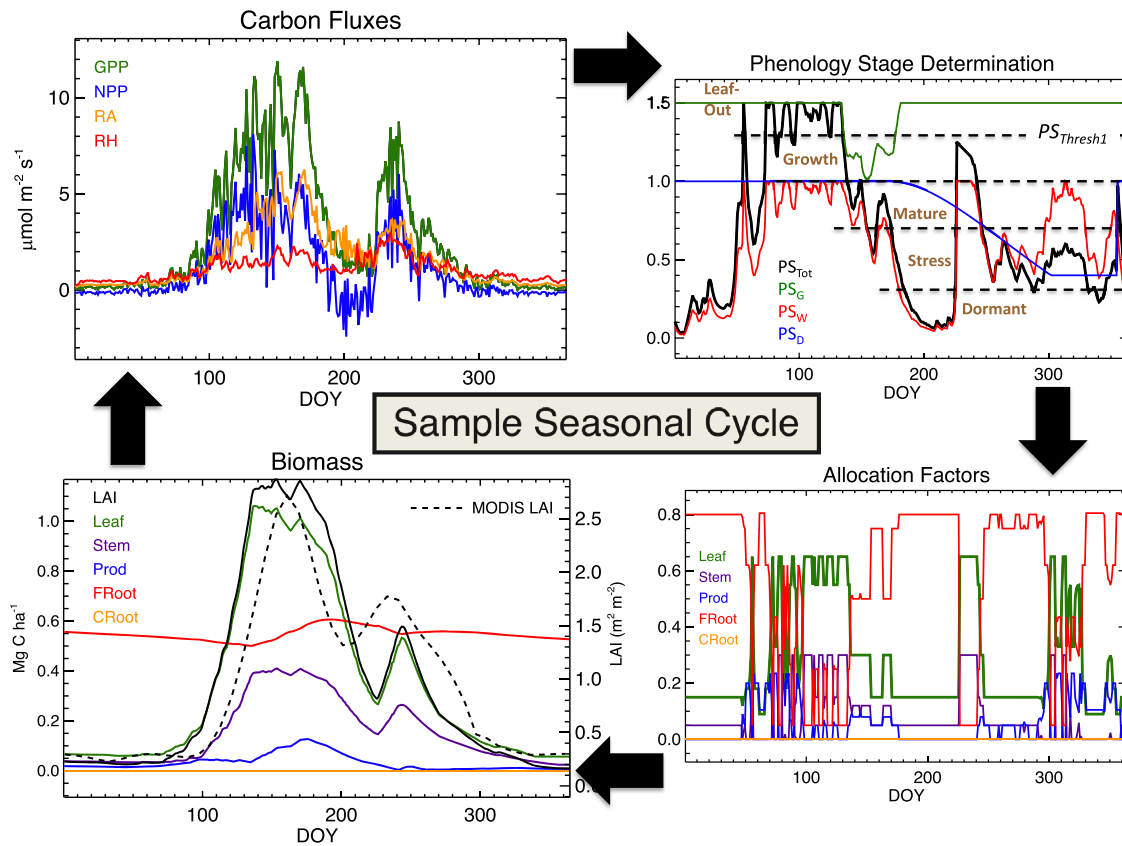 Carbon Fluxes
GPP
NPP
RA
RH
10
5
0
μmol m⁻² s⁻¹
100
200
300
DOY
Phenology Stage Determination
Leaf-
Out
1.5
PS_Thresh1
Growth
1.0
Mature
Stress
0.5
PS_Tot
PS_G
PS_W
PS_D
Dormant
0.0
100
200
300
DOY
Sample Seasonal Cycle
Biomass
LAI
Leaf
Stem
Prod
FRoot
CRoot
MODIS LAI
1.0
0.8
0.6
0.4
0.2
0.0
Mg C ha⁻¹
2.5
2.0
1.5
1.0
0.5
0.0
LAI (m² m⁻²)
100
200
300
DOY
Allocation Factors
Leaf
Stem
Prod
FRoot
CRoot
0.8
0.6
0.4
0.2
0.0
100
200
300
DOY